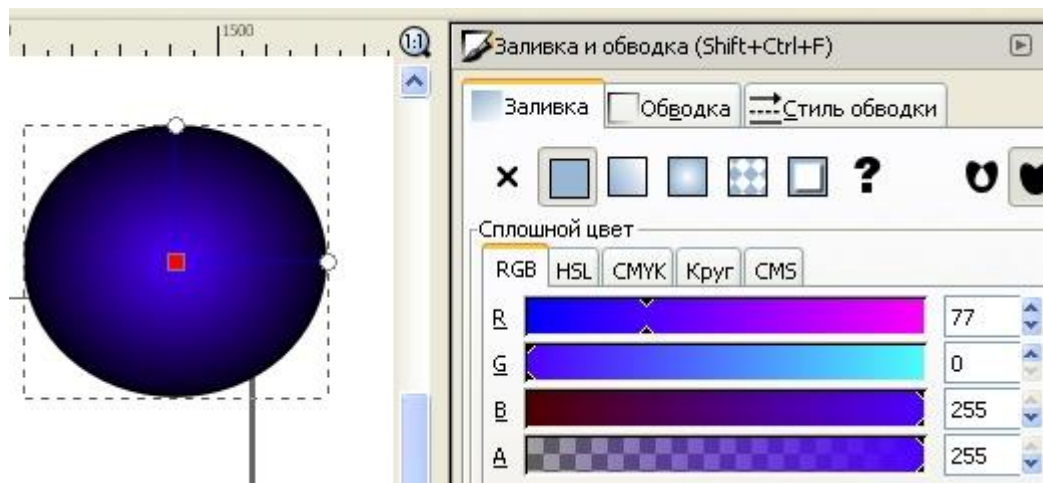 1500
1:1
Заливка и обводка (Shift+Ctrl+F)
Заливка
Обводка
Стиль обводки
?
Сплошной цвет
RGB HSL CMYK Круг CMS
R 77
G 0
B 255
A 255